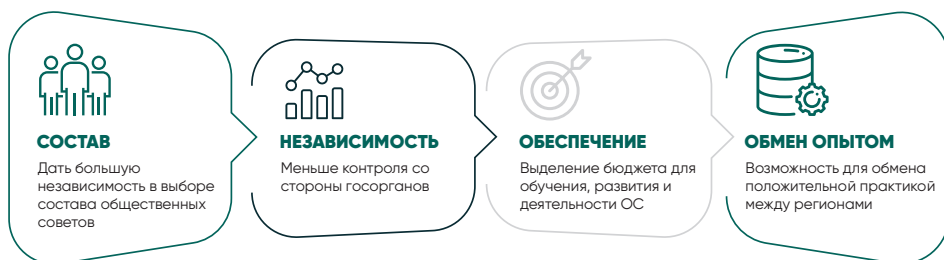 СОСТАВ
Дать большую
независимость в выборе
состава общественных
советов
НЕЗАВИСИМОСТЬ
Меньше контроля со
стороны госорганов
ОБЕСПЕЧЕНИЕ
Выделение бюджета для
обучения, развития и
деятельности ОС
ОБМЕН ОПЫТОМ
Возможность для обмена
положительной практикой
между регионами